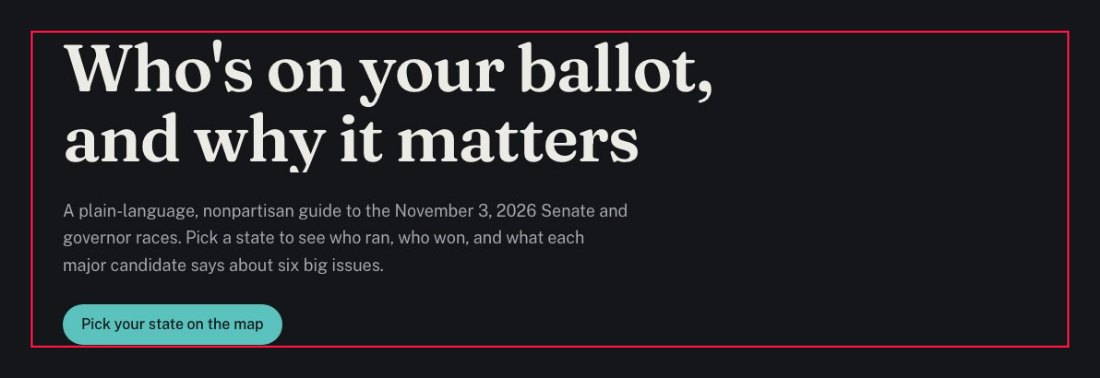 Who's on your ballot,
and why it matters
A plain-language, nonpartisan guide to the November 3, 2026 Senate and
governor races. Pick a state to see who ran, who won, and what each
major candidate says about six big issues.
Pick your state on the map